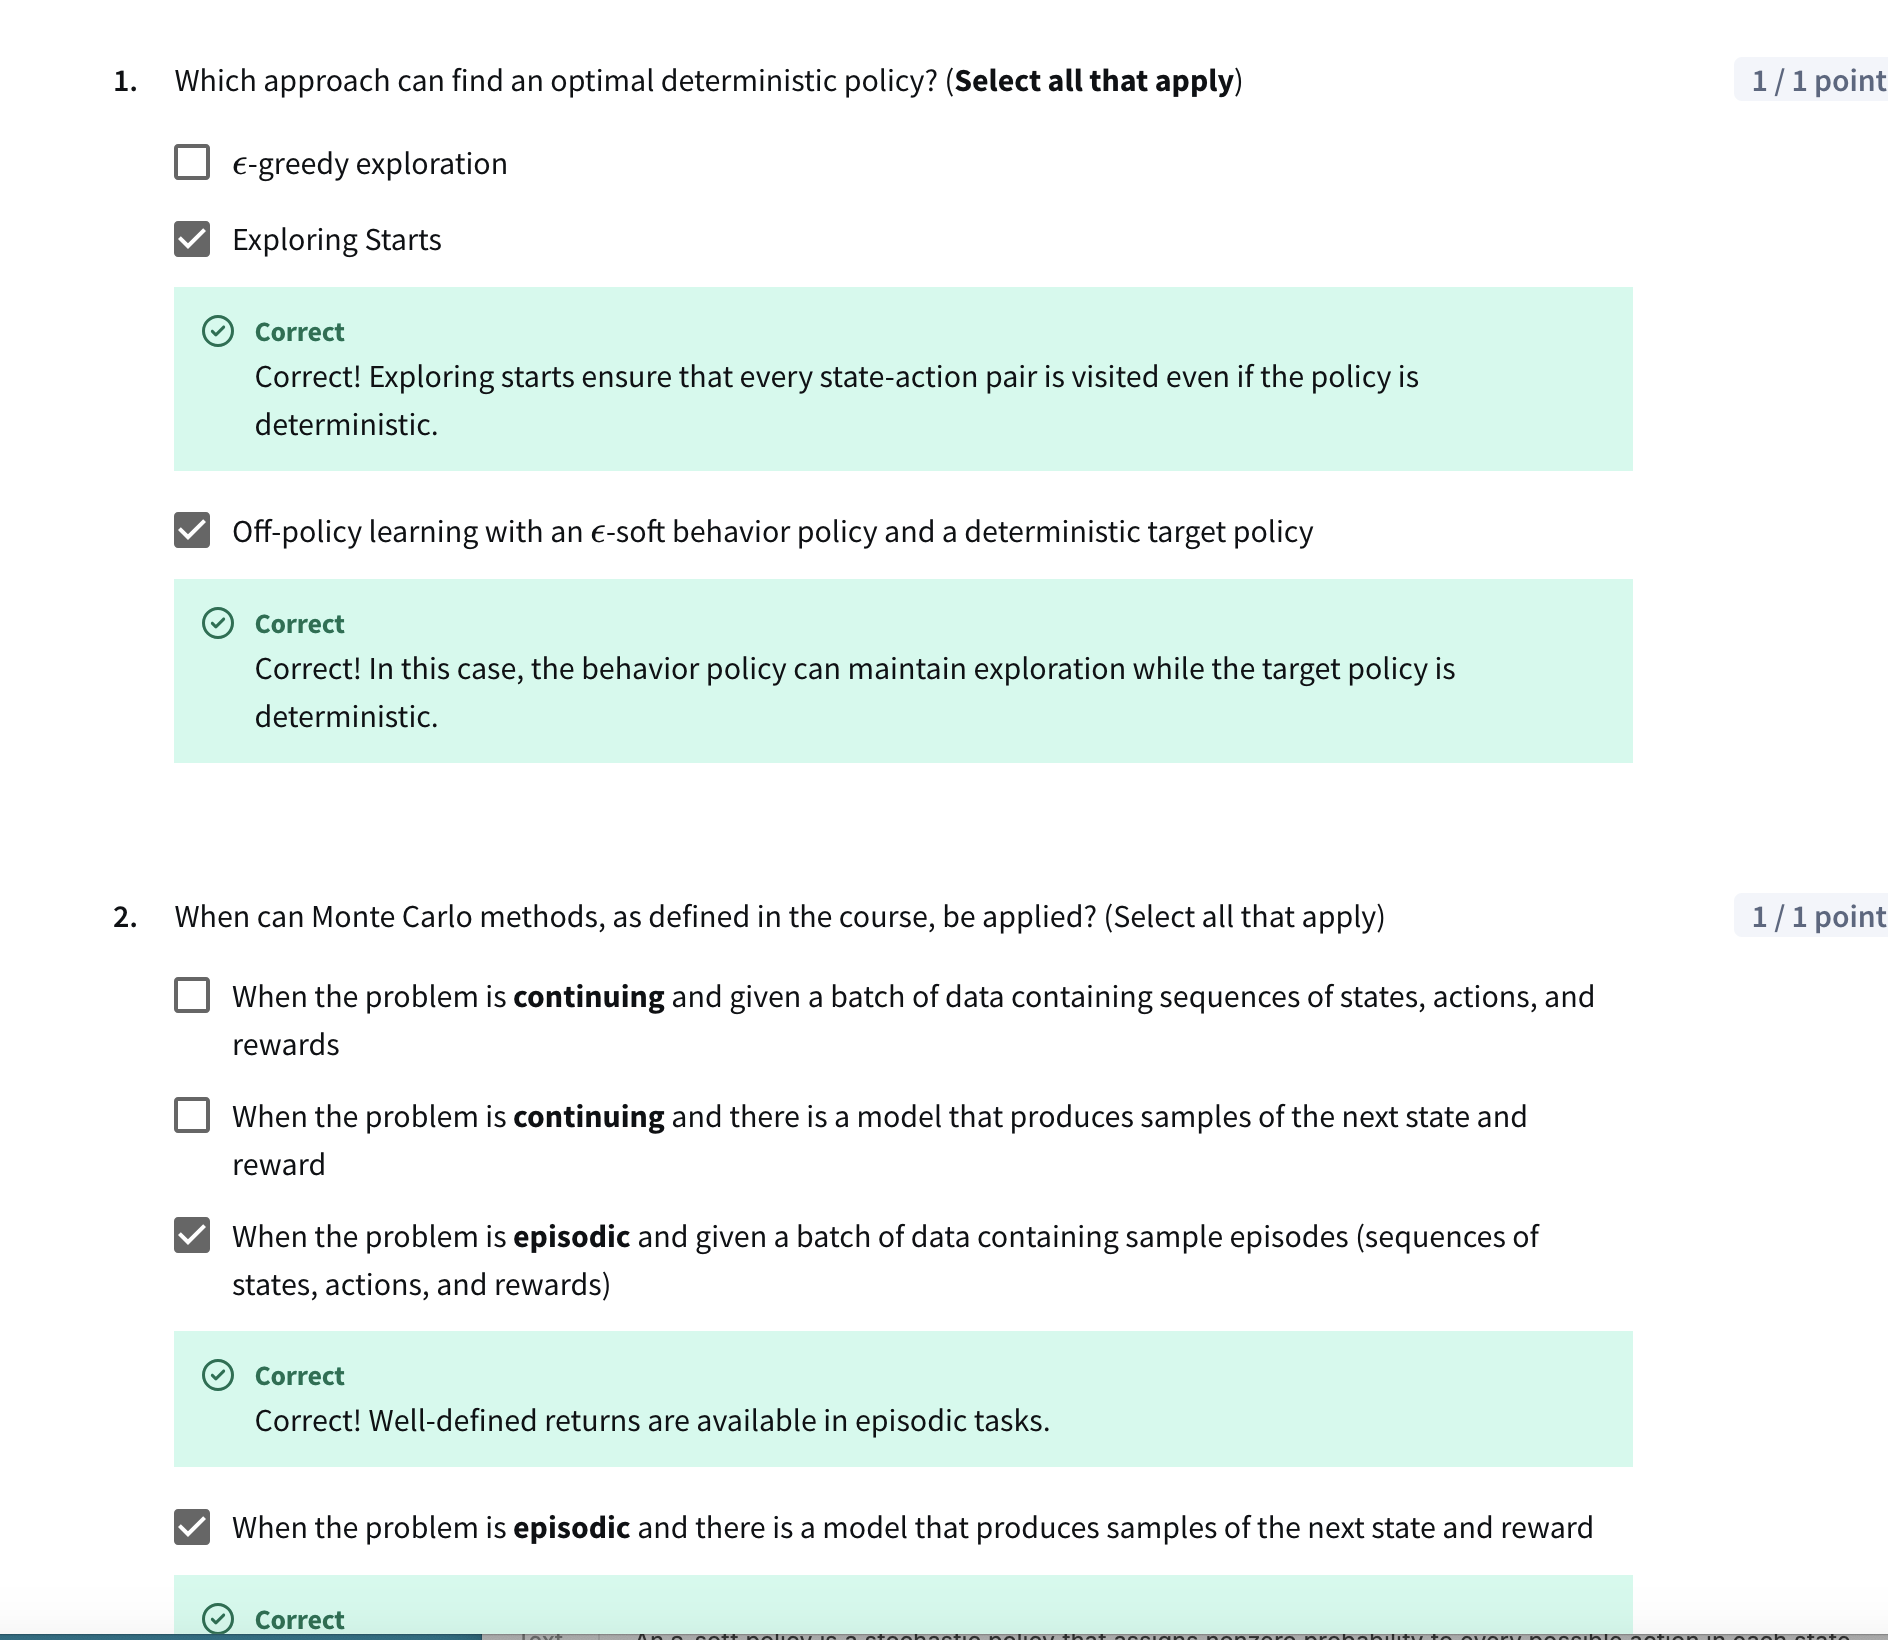 1. Which approach can find an optimal deterministic policy? (Select all that apply)
1 / 1 point
ϵ-greedy exploration
Exploring Starts
Correct
Correct! Exploring starts ensure that every state-action pair is visited even if the policy is
deterministic.
Off-policy learning with an ϵ-soft behavior policy and a deterministic target policy
Correct
Correct! In this case, the behavior policy can maintain exploration while the target policy is
deterministic.
2. When can Monte Carlo methods, as defined in the course, be applied? (Select all that apply)
1 / 1 point
When the problem is continuing and given a batch of data containing sequences of states, actions, and
rewards
When the problem is continuing and there is a model that produces samples of the next state and
reward
When the problem is episodic and given a batch of data containing sample episodes (sequences of
states, actions, and rewards)
Correct
Correct! Well-defined returns are available in episodic tasks.
When the problem is episodic and there is a model that produces samples of the next state and reward
Correct